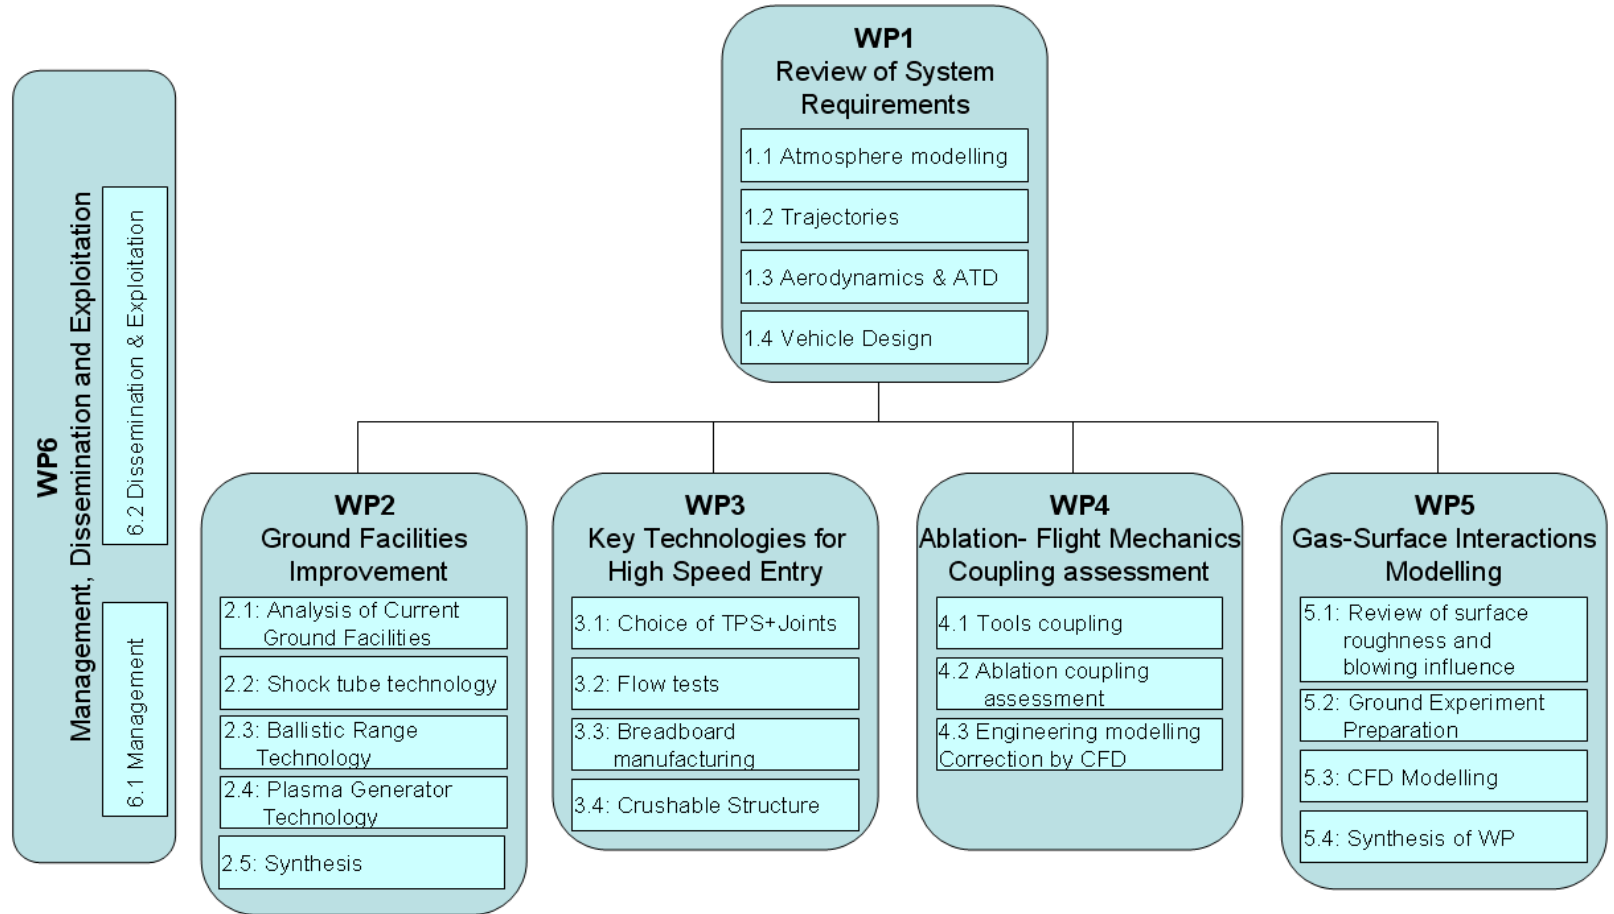 WP1
Review of System
Requirements
1.1 Atmosphere modelling
1.2 Trajectories
1.3 Aerodynamics & ATD
1.4 Vehicle Design
WP6
Management, Dissemination and Exploitation
6.2 Dissemination & Exploitation
6.1 Management
WP2
Ground Facilities
Improvement
2.1: Analysis of Current
Ground Facilities
2.2: Shock tube technology
2.3: Ballistic Range
Technology
2.4: Plasma Generator
Technology
2.5: Synthesis
WP3
Key Technologies for
High Speed Entry
3.1: Choice of TPS+Joints
3.2: Flow tests
3.3: Breadboard
manufacturing
3.4: Crushable Structure
WP4
Ablation- Flight Mechanics
Coupling assessment
4.1 Tools coupling
4.2 Ablation coupling
assessment
4.3 Engineering modelling
Correction by CFD
WP5
Gas-Surface Interactions
Modelling
5.1: Review of surface
roughness and
blowing influence
5.2: Ground Experiment
Preparation
5.3: CFD Modelling
5.4: Synthesis of WP